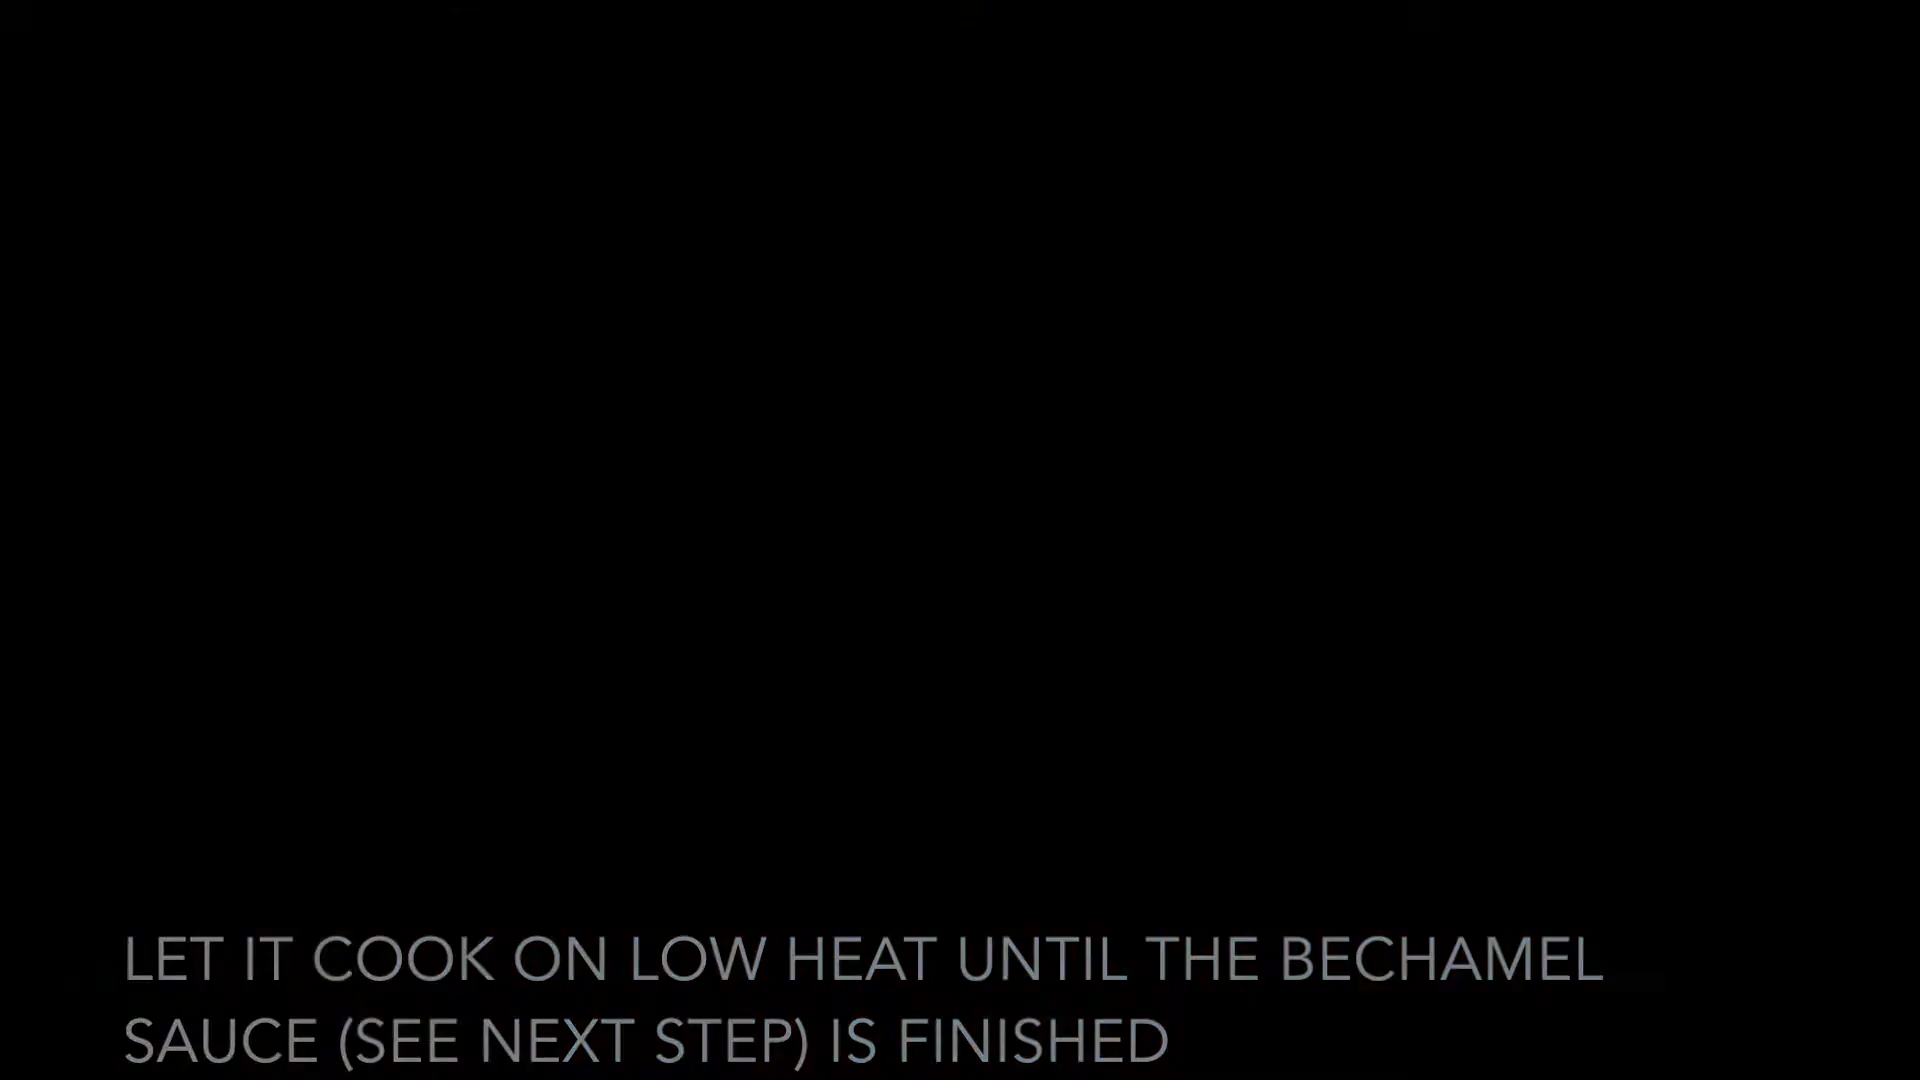 LET IT COOK ON LOW HEAT UNTIL THE BECHAMEL
SAUCE (SEE NEXT STEP) IS FINISHED